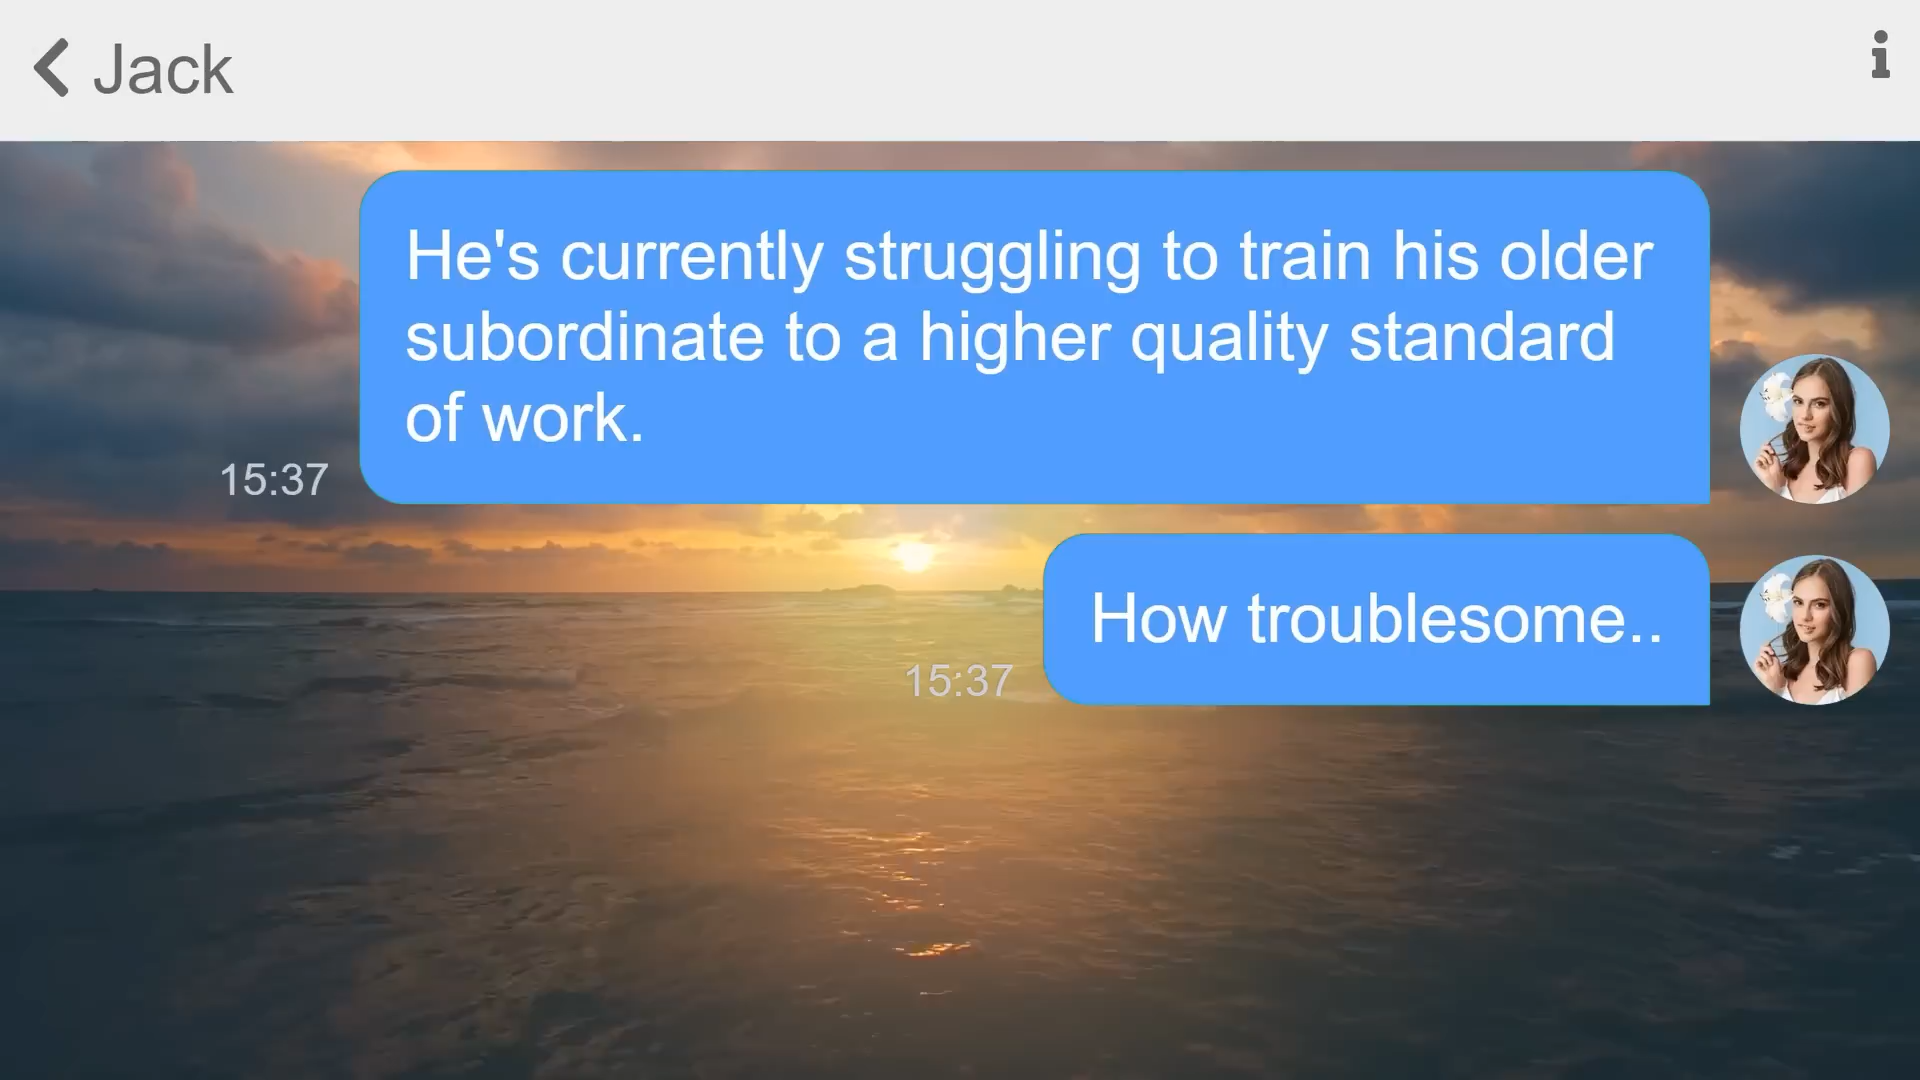 Jack
He's currently struggling to train his older
subordinate to a higher quality standard
of work.
15:37
How troublesome..
15:37